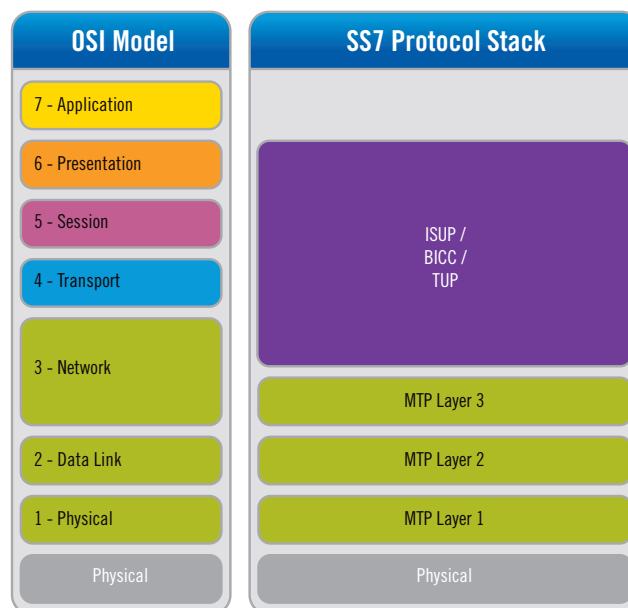 OSI Model
7 - Application
6 - Presentation
5 - Session
4 - Transport
3 - Network
2 - Data Link
1 - Physical
Physical
SS7 Protocol Stack
ISUP /
BICC /
TUP
MTP Layer 3
MTP Layer 2
MTP Layer 1
Physical